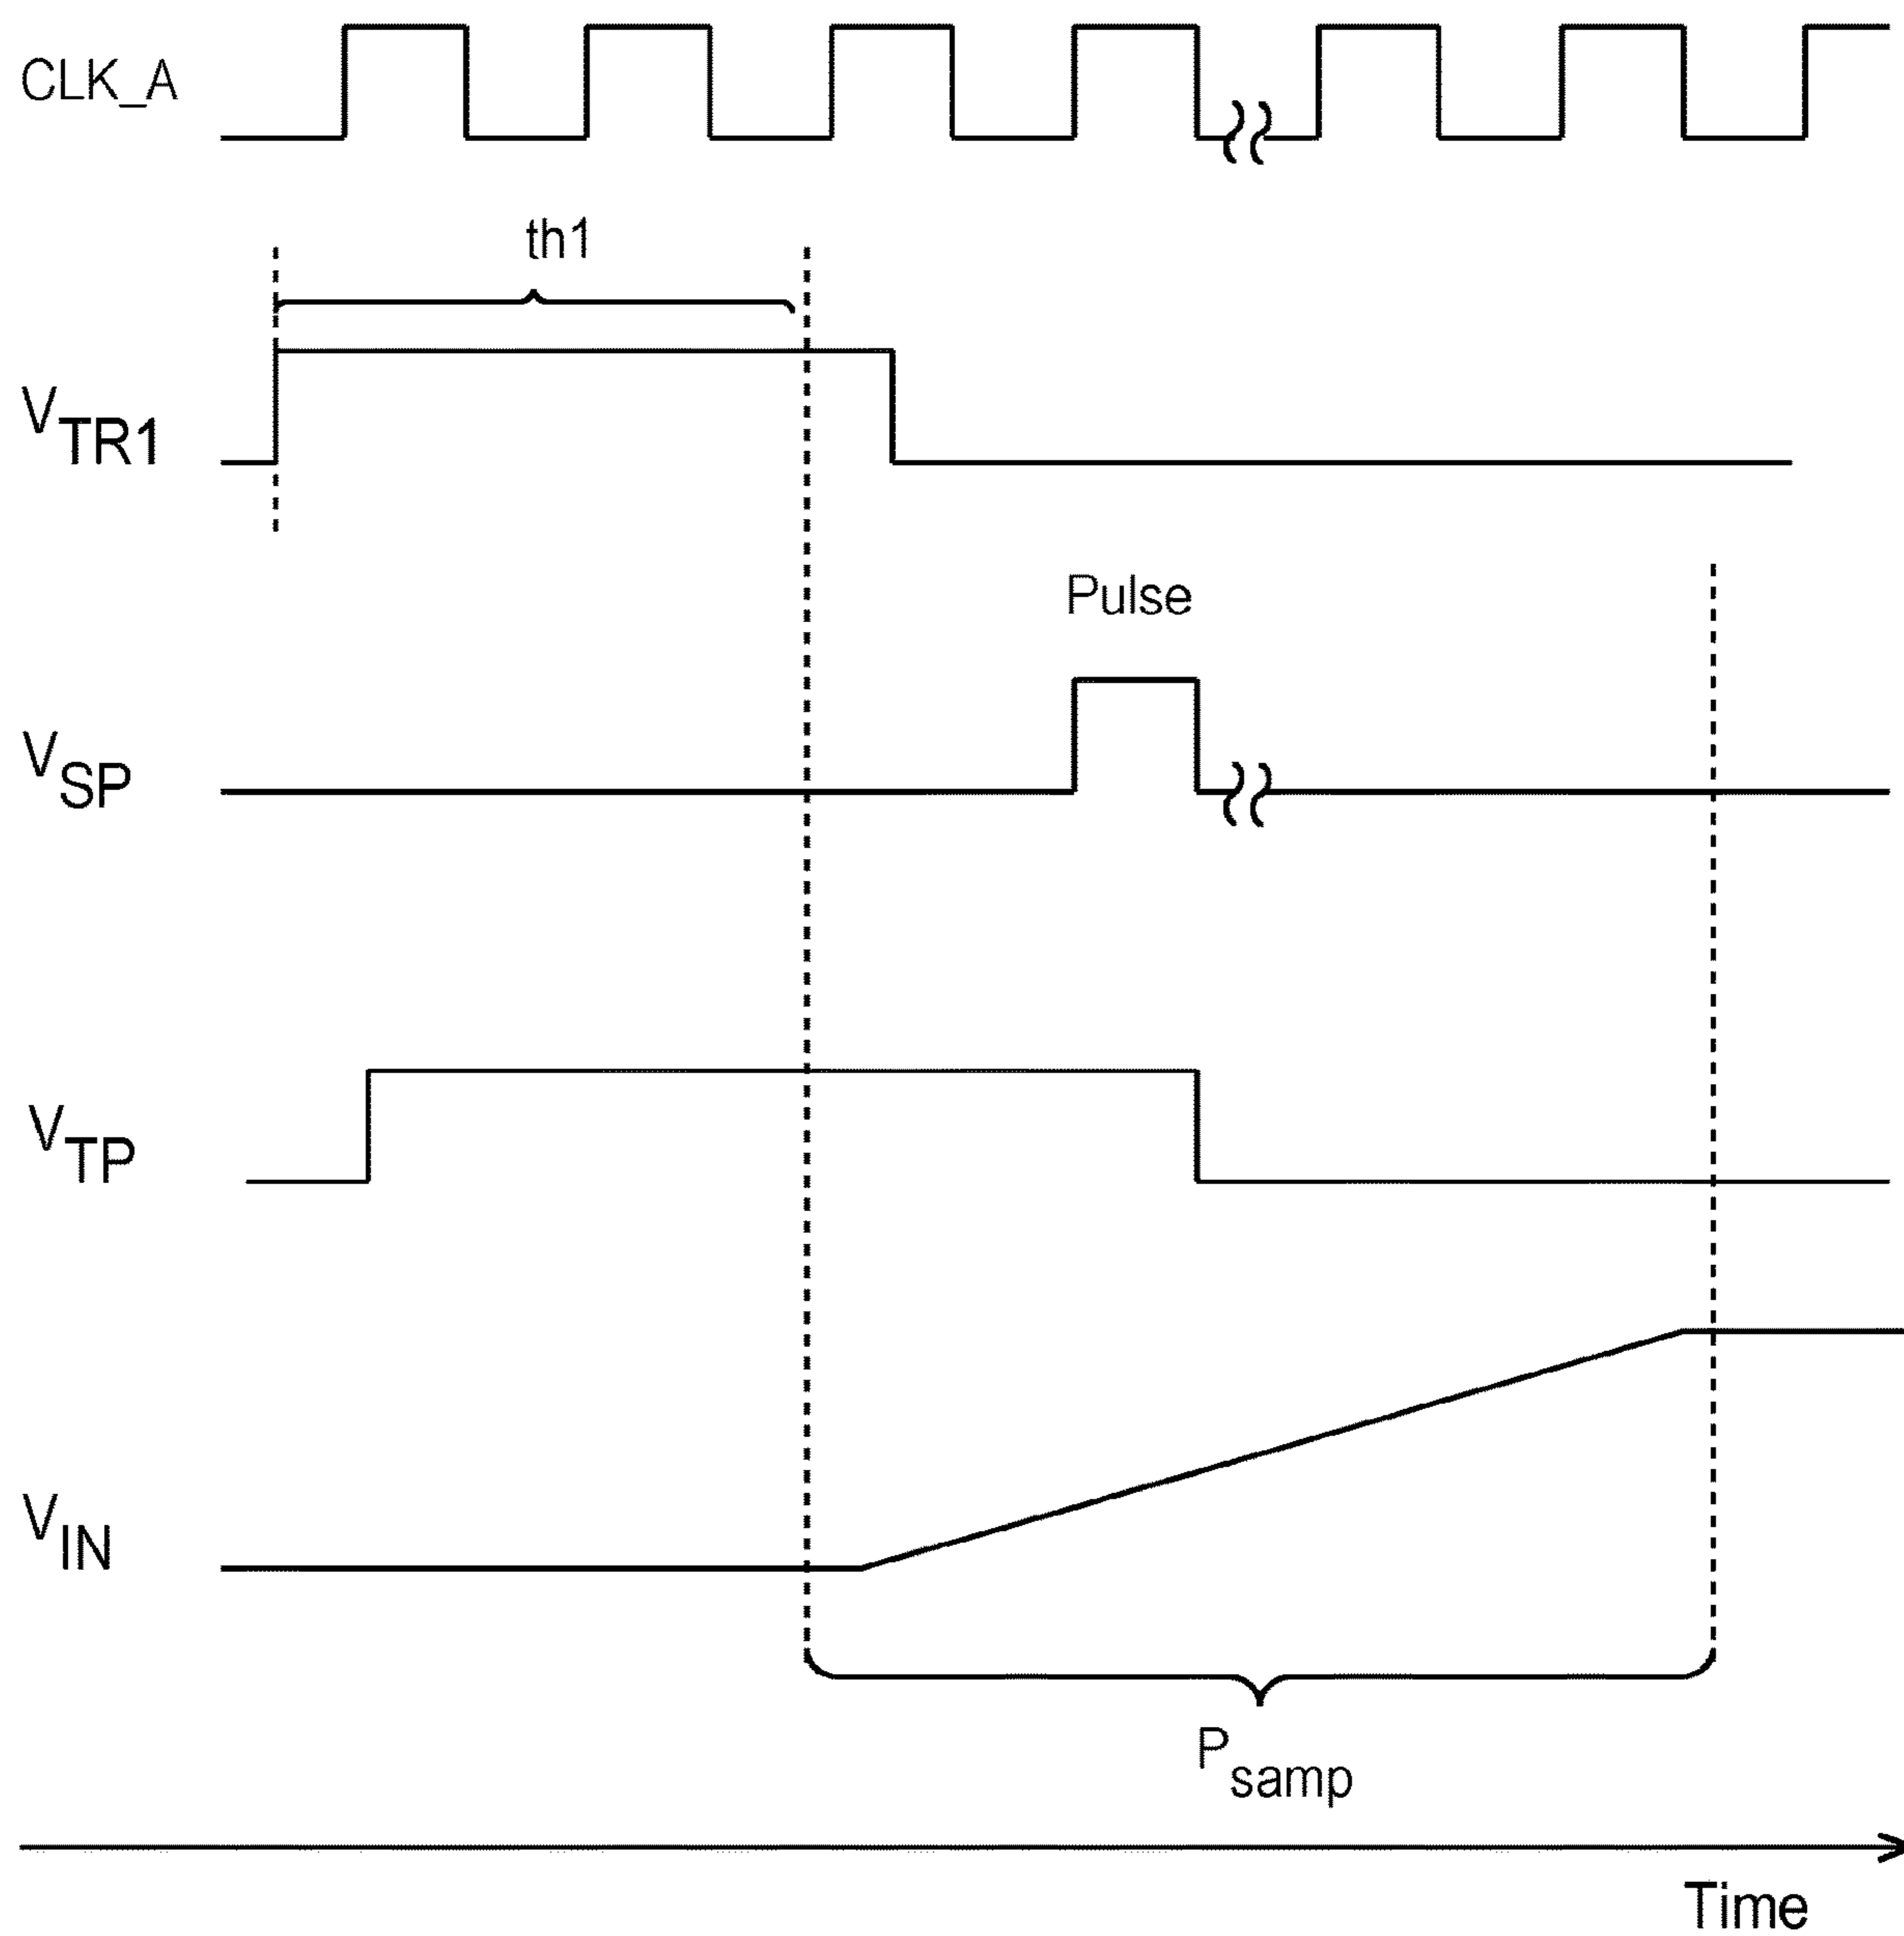 CLK_A
th1
VTR1
Pulse
VSP
VTP
VIN
Psamp
Time